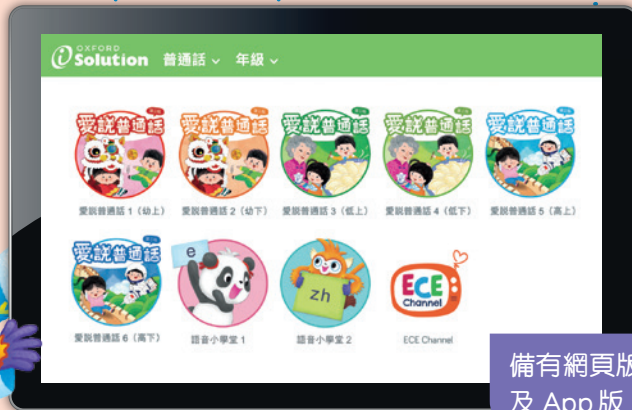 OXFORD
iSolution 普通話 年級
愛說普通話
愛說普通話
愛說普通話
愛說普通話
愛說普通話
愛說普通話 1（幼上）
愛說普通話 2（幼下）
愛說普通話 3（低上）
愛說普通話 4（低下）
愛說普通話 5（高上）
愛說普通話
e
zh
ECE
Channel
愛說普通話 6（高下）
語音小學堂 1
語音小學堂 2
ECE Channel
備有網頁版
及 App 版